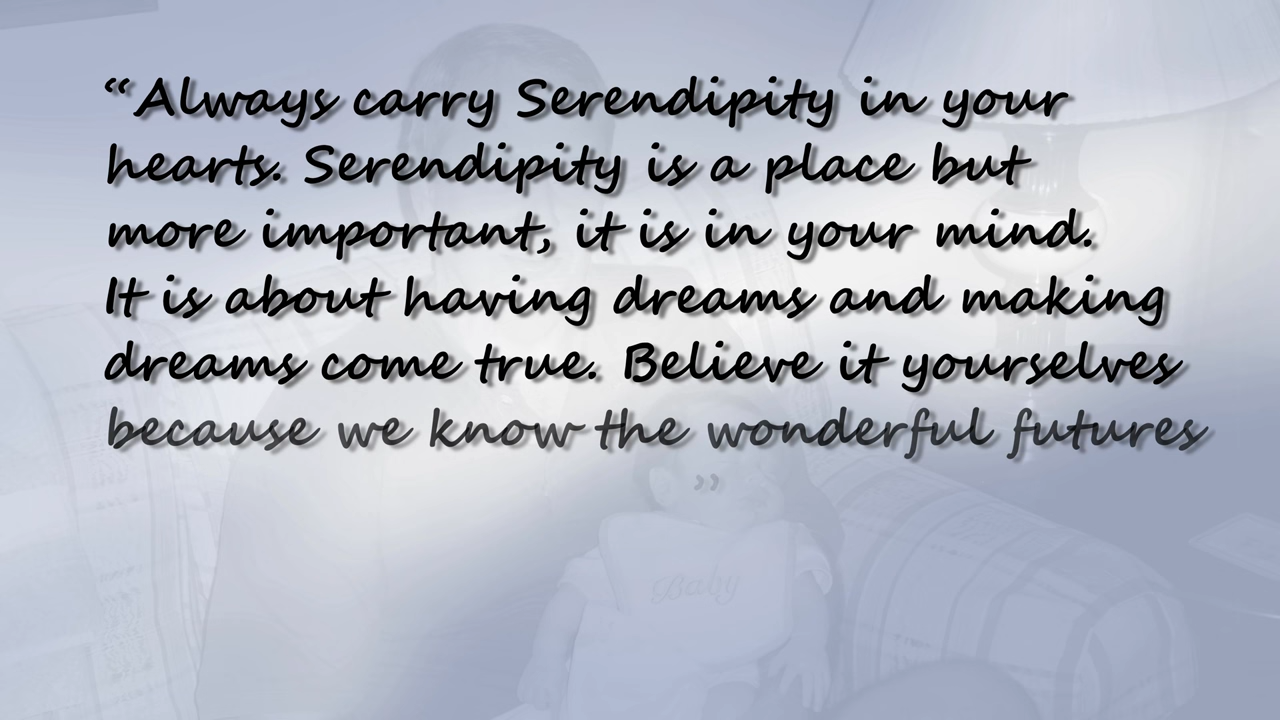 “Always carry Serendipity in your
hearts. Serendipity is a place but
more important, it is in your mind.
It is about having dreams and making
dreams come true. Believe it yourselves
because we know the wonderful futures
”
Baby